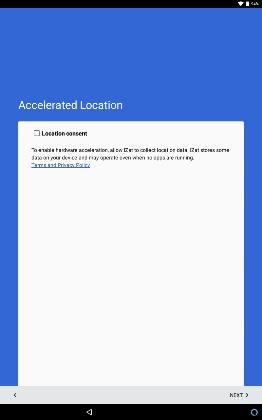 Accelerated Location
Location consent
To enable hardware acceleration, allow IZat to collect location data. IZat stores some
data on your device and may operate even when no apps are running.
Terms and Privacy Policy
NEXT